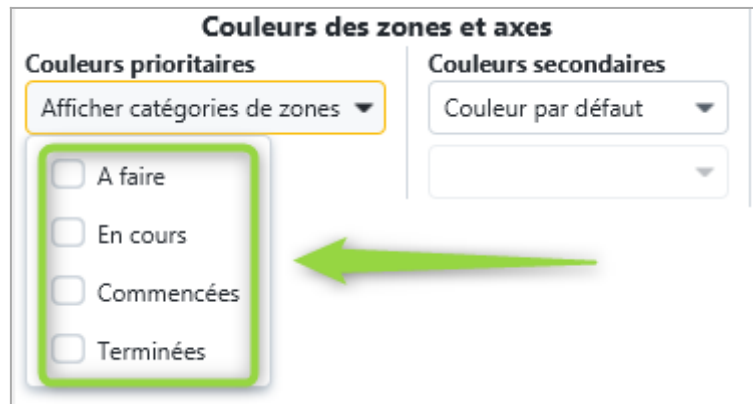 Couleurs des zones et axes
Couleurs prioritaires
Couleurs secondaires
Afficher catégories de zones
Couleur par défaut
A faire
En cours
Commencées
Terminées